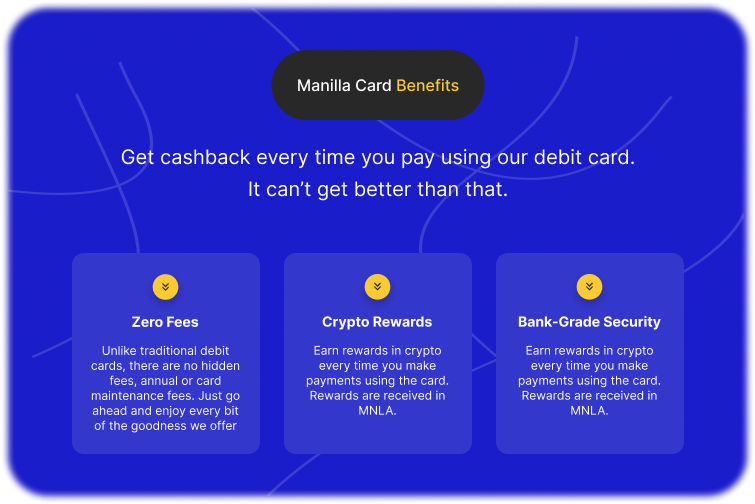 Manilla Card Benefits
Get cashback every time you pay using our debit card.
It can’t get better than that.
Zero Fees
Unlike traditional debit
cards, there are no hidden
fees, annual or card
maintenance fees. Just go
ahead and enjoy every bit
of the goodness we offer
Crypto Rewards
Earn rewards in crypto
every time you make
payments using the card.
Rewards are received in
MNLA.
Bank-Grade Security
Earn rewards in crypto
every time you make
payments using the card.
Rewards are received in
MNLA.